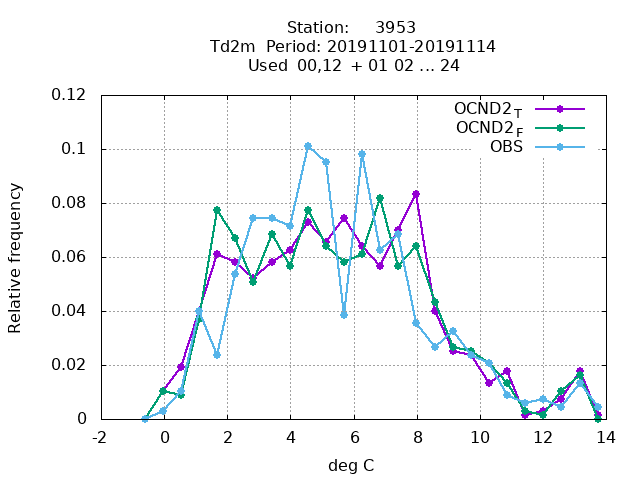 Station: 3953
Td2m Period: 20191101-20191114
Used 00,12 + 01 02 ... 24
OCND2_T
OCND2_F
OBS
Relative frequency
0.12
0.1
0.08
0.06
0.04
0.02
0
-2 0 2 4 6 8 10 12 14
deg C